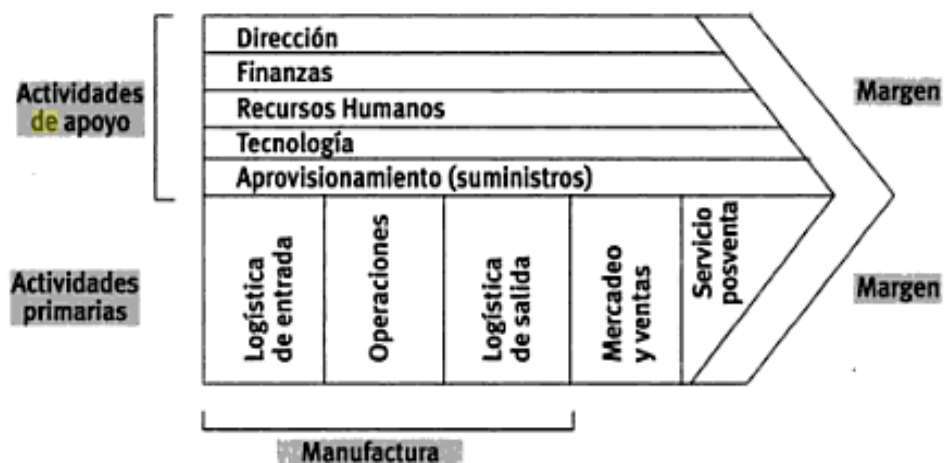 Dirección
Finanzas
Recursos Humanos
Tecnología
Aprovisionamiento (suministros)
Actividades
de apoyo
Margen
Actividades
primarias
Logística
de entrada
Operaciones
Logística
de salida
Mercadeo
y ventas
Servicio
posventa
Margen
Manufactura